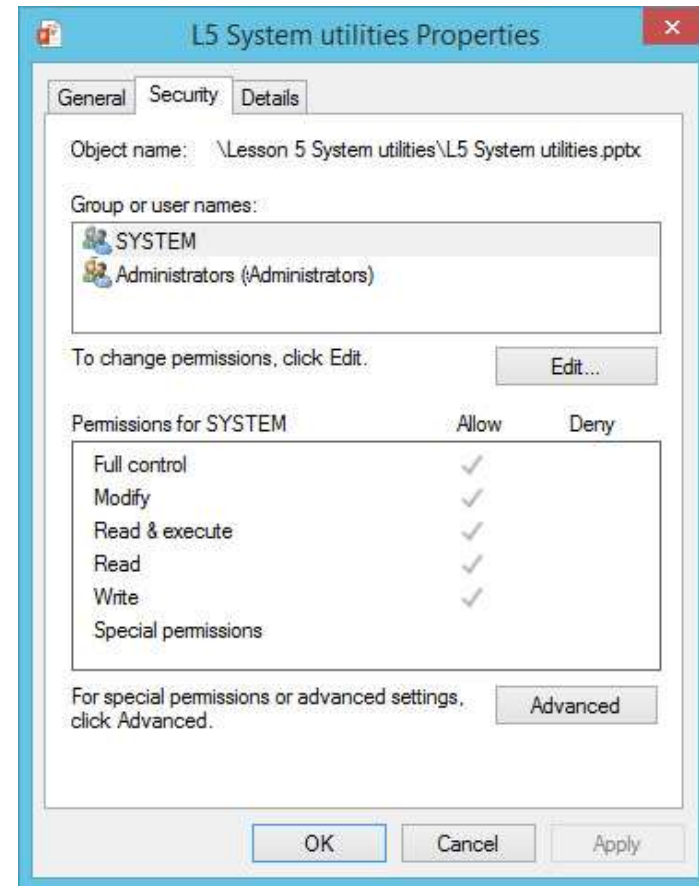 L5 System utilities Properties
General Security Details
Object name: \Lesson 5 System utilities\L5 System utilities.pptx
Group or user names:
SYSTEM
Administrators (\Administrators)
To change permissions, click Edit.
Edit...
Permissions for SYSTEM Allow Deny
Full control
Modify
Read & execute
Read
Write
Special permissions
For special permissions or advanced settings,
click Advanced.
Advanced
OK Cancel Apply